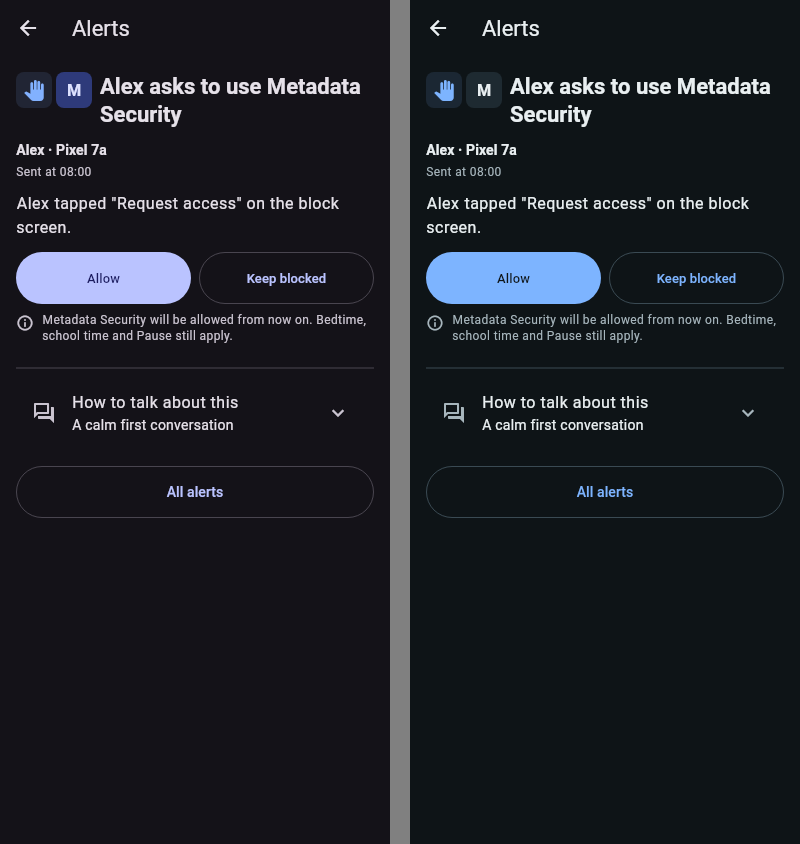 Alerts
M
Alex asks to use Metadata
Security
Alex · Pixel 7a
Sent at 08:00
Alex tapped "Request access" on the block
screen.
Allow
Keep blocked
Metadata Security will be allowed from now on. Bedtime,
school time and Pause still apply.
How to talk about this
A calm first conversation
All alerts
Alerts
M
Alex asks to use Metadata
Security
Alex · Pixel 7a
Sent at 08:00
Alex tapped "Request access" on the block
screen.
Allow
Keep blocked
Metadata Security will be allowed from now on. Bedtime,
school time and Pause still apply.
How to talk about this
A calm first conversation
All alerts